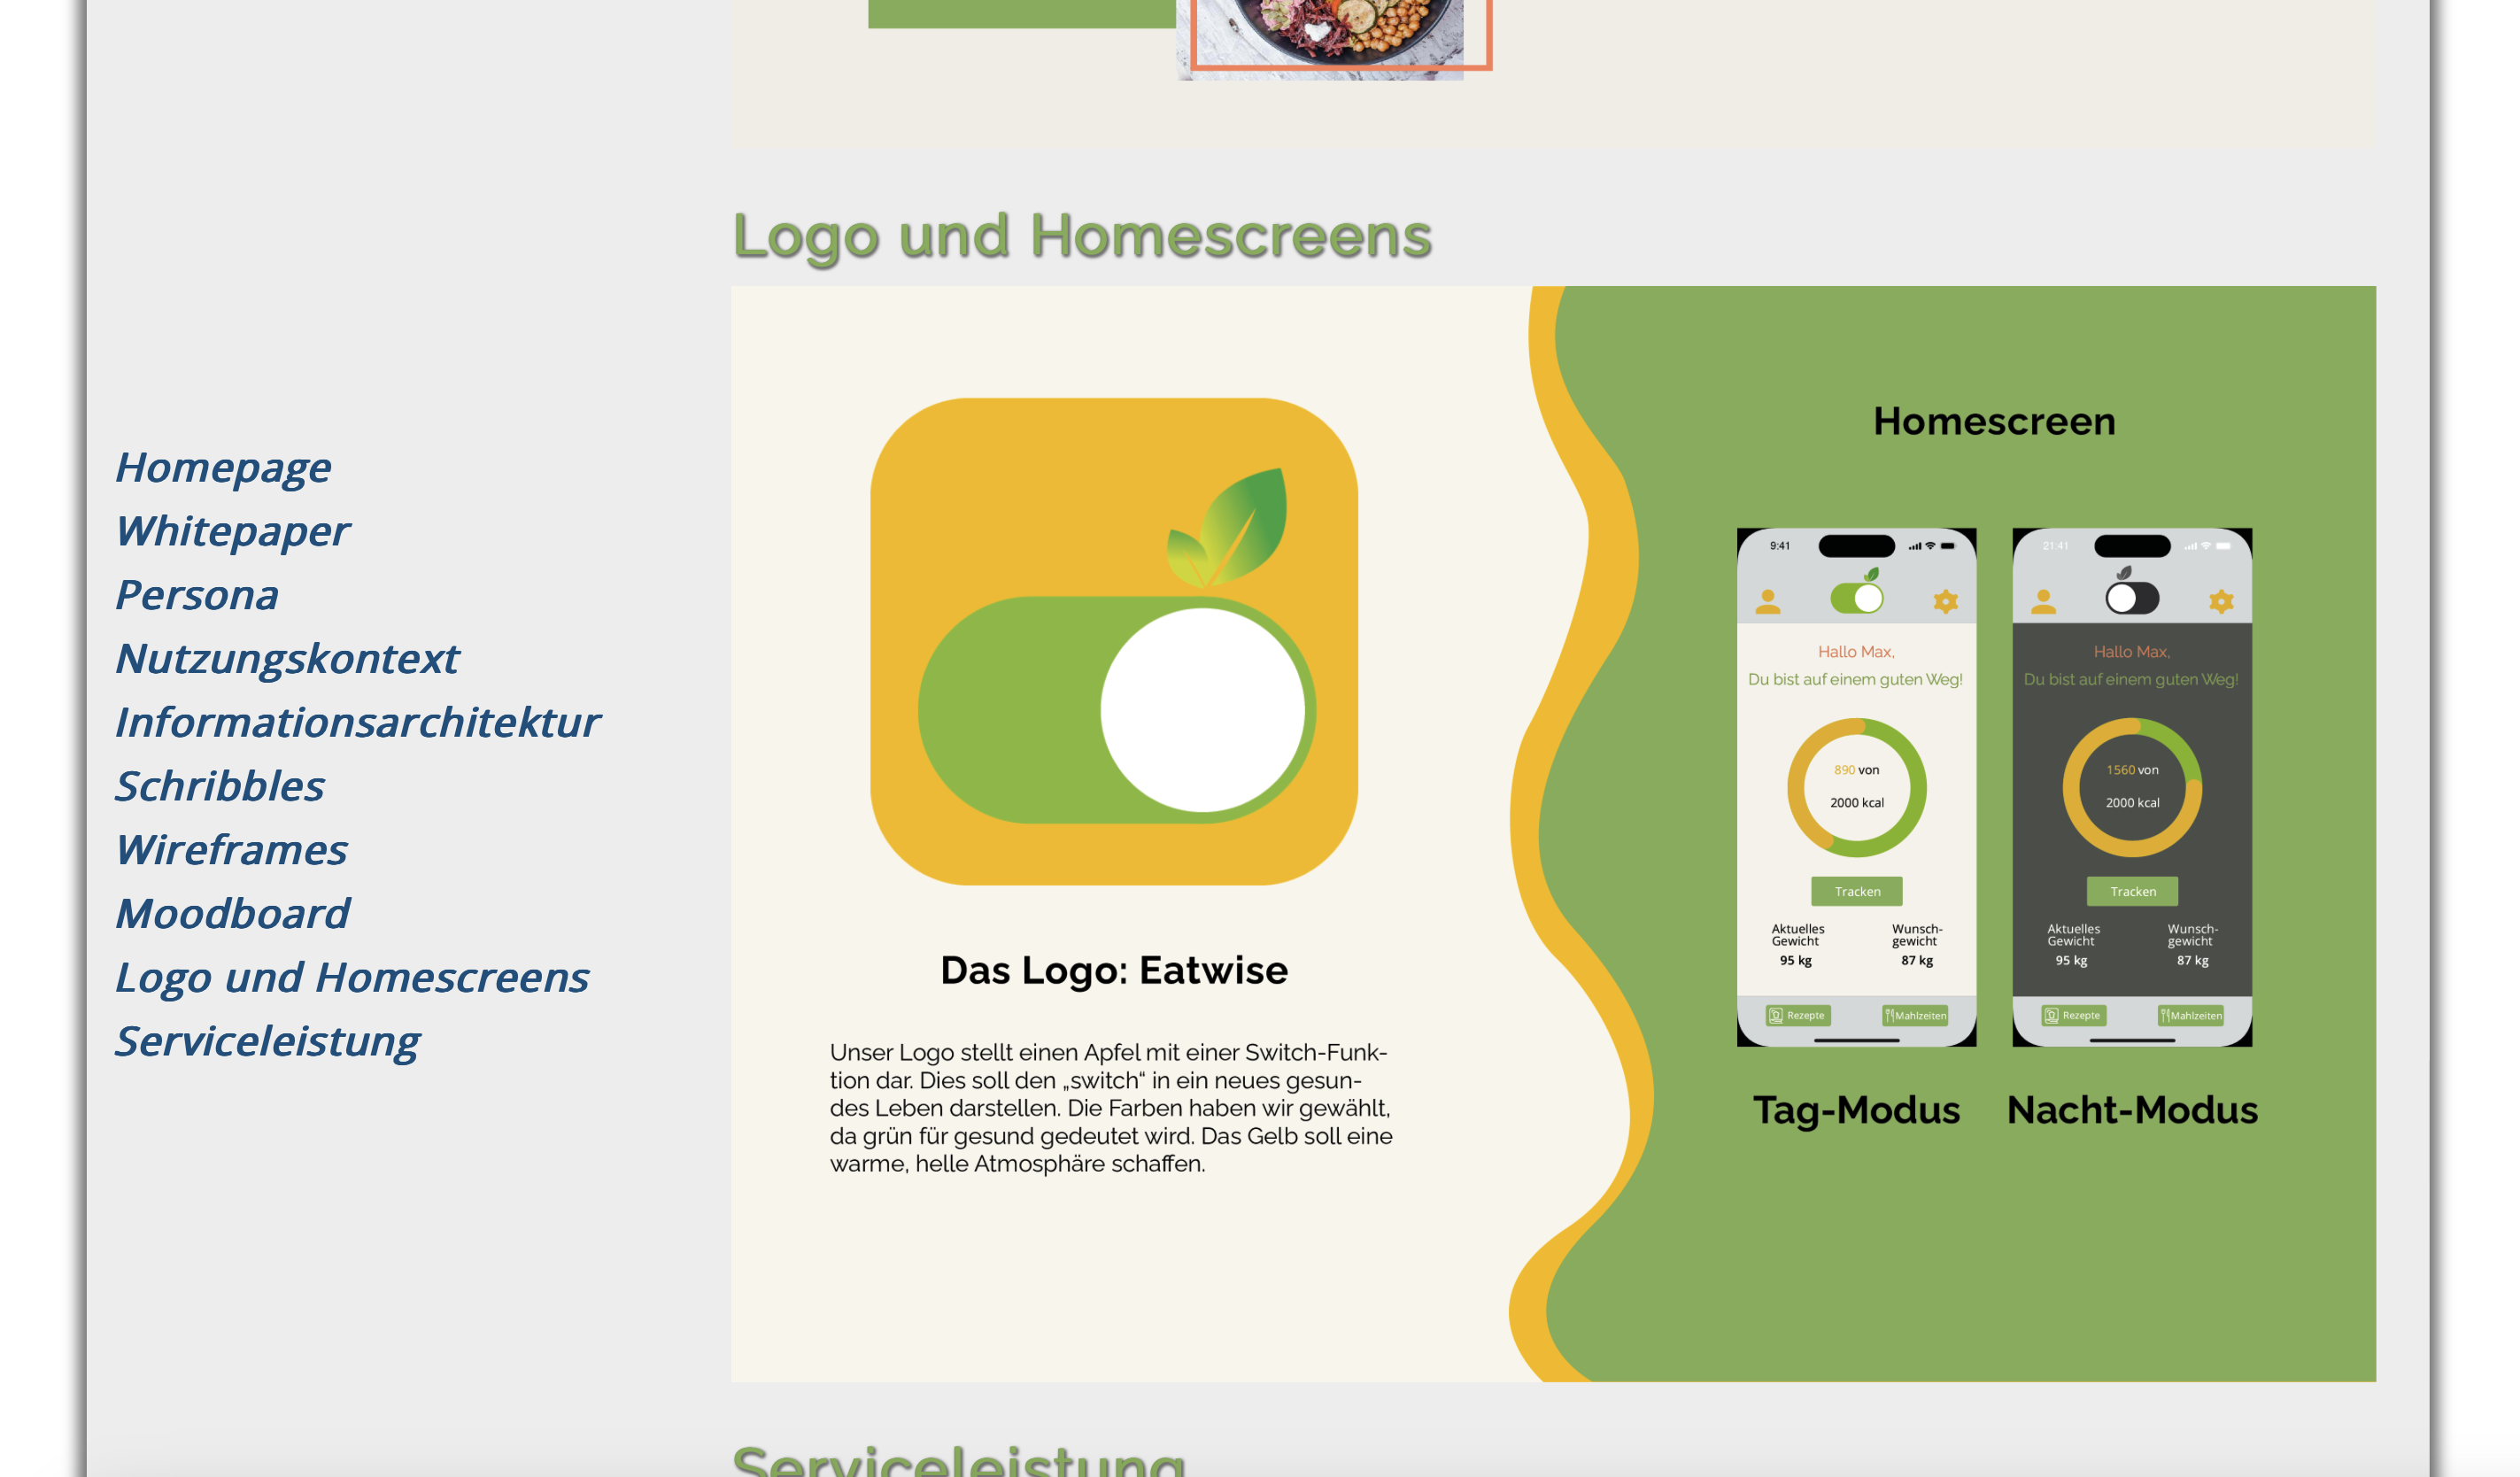 Logo und Homescreens
Homepage
Whitepaper
Persona
Nutzungskontext
Informationsarchitektur
Schribbles
Wireframes
Moodboard
Logo und Homescreens
Serviceleistung
Das Logo: Eatwise
Unser Logo stellt einen Apfel mit einer Switch-Funk-
tion dar. Dies soll den „switch“ in ein neues gesun-
des Leben darstellen. Die Farben haben wir gewählt,
da grün für gesund gedeutet wird. Das Gelb soll eine
warme, helle Atmosphäre schaffen.
Homescreen
9:41
Hallo Max,
Du bist auf einem guten Weg!
890 von
2000 kcal
Tracken
Aktuelles
Gewicht
95 kg
Wunsch-
gewicht
87 kg
Rezepte
Mahlzeiten
Tag-Modus
21:41
Hallo Max,
Du bist auf einem guten Weg!
1560 von
2000 kcal
Tracken
Aktuelles
Gewicht
95 kg
Wunsch-
gewicht
87 kg
Rezepte
Mahlzeiten
Nacht-Modus
Serviceleistung